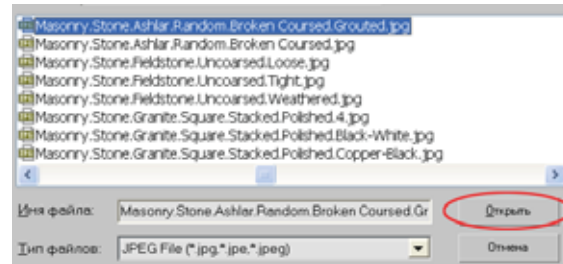 Masonry.Stone.Ashlar.Random.Broken Coursed.Grouted.jpg
Masonry.Stone.Ashlar.Random.Broken Coursed.jpg
Masonry.Stone.Fieldstone.Uncoarsed.Loose.jpg
Masonry.Stone.Fieldstone.Uncoarsed.Tight.jpg
Masonry.Stone.Fieldstone.Uncoarsed.Weathered.jpg
Masonry.Stone.Granite.Square.Stacked.Polished.4.jpg
Masonry.Stone.Granite.Square.Stacked.Polished.Black-White.jpg
Masonry.Stone.Granite.Square.Stacked.Polished.Copper-Black.jpg
Имя файла: Masonry.Stone.Ashlar.Random.Broken Coursed.Gr Открыть
Тип файлов: JPEG File (*.jpg,*.jpe,*.jpeg) Отмена